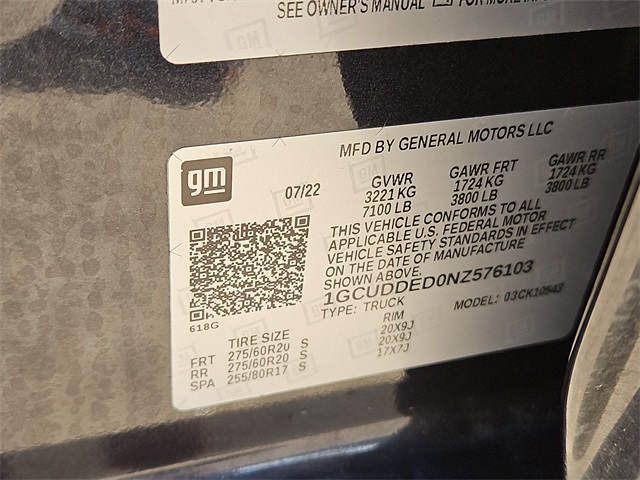 SEE OWNER'S MANUAL FOR MORE
MFD BY GENERAL MOTORS LLC
gm
07/22
GVWR GAWR FRT GAWR RR
3221 KG 1724 KG 1724 KG
7100 LB 3800 LB 3800 LB
THIS VEHICLE CONFORMS TO ALL
APPLICABLE U.S. FEDERAL MOTOR
VEHICLE SAFETY STANDARDS IN EFFECT
ON THE DATE OF MANUFACTURE
SHOWN ABOVE.
1GCUDDED0NZ576103
TYPE: TRUCK MODEL: 03CK10543
618G
TIRE SIZE RIM
FRT 275/60R20 S 20X9J
RR 275/60R20 S 20X9J
SPA 255/80R17 S 17X7J